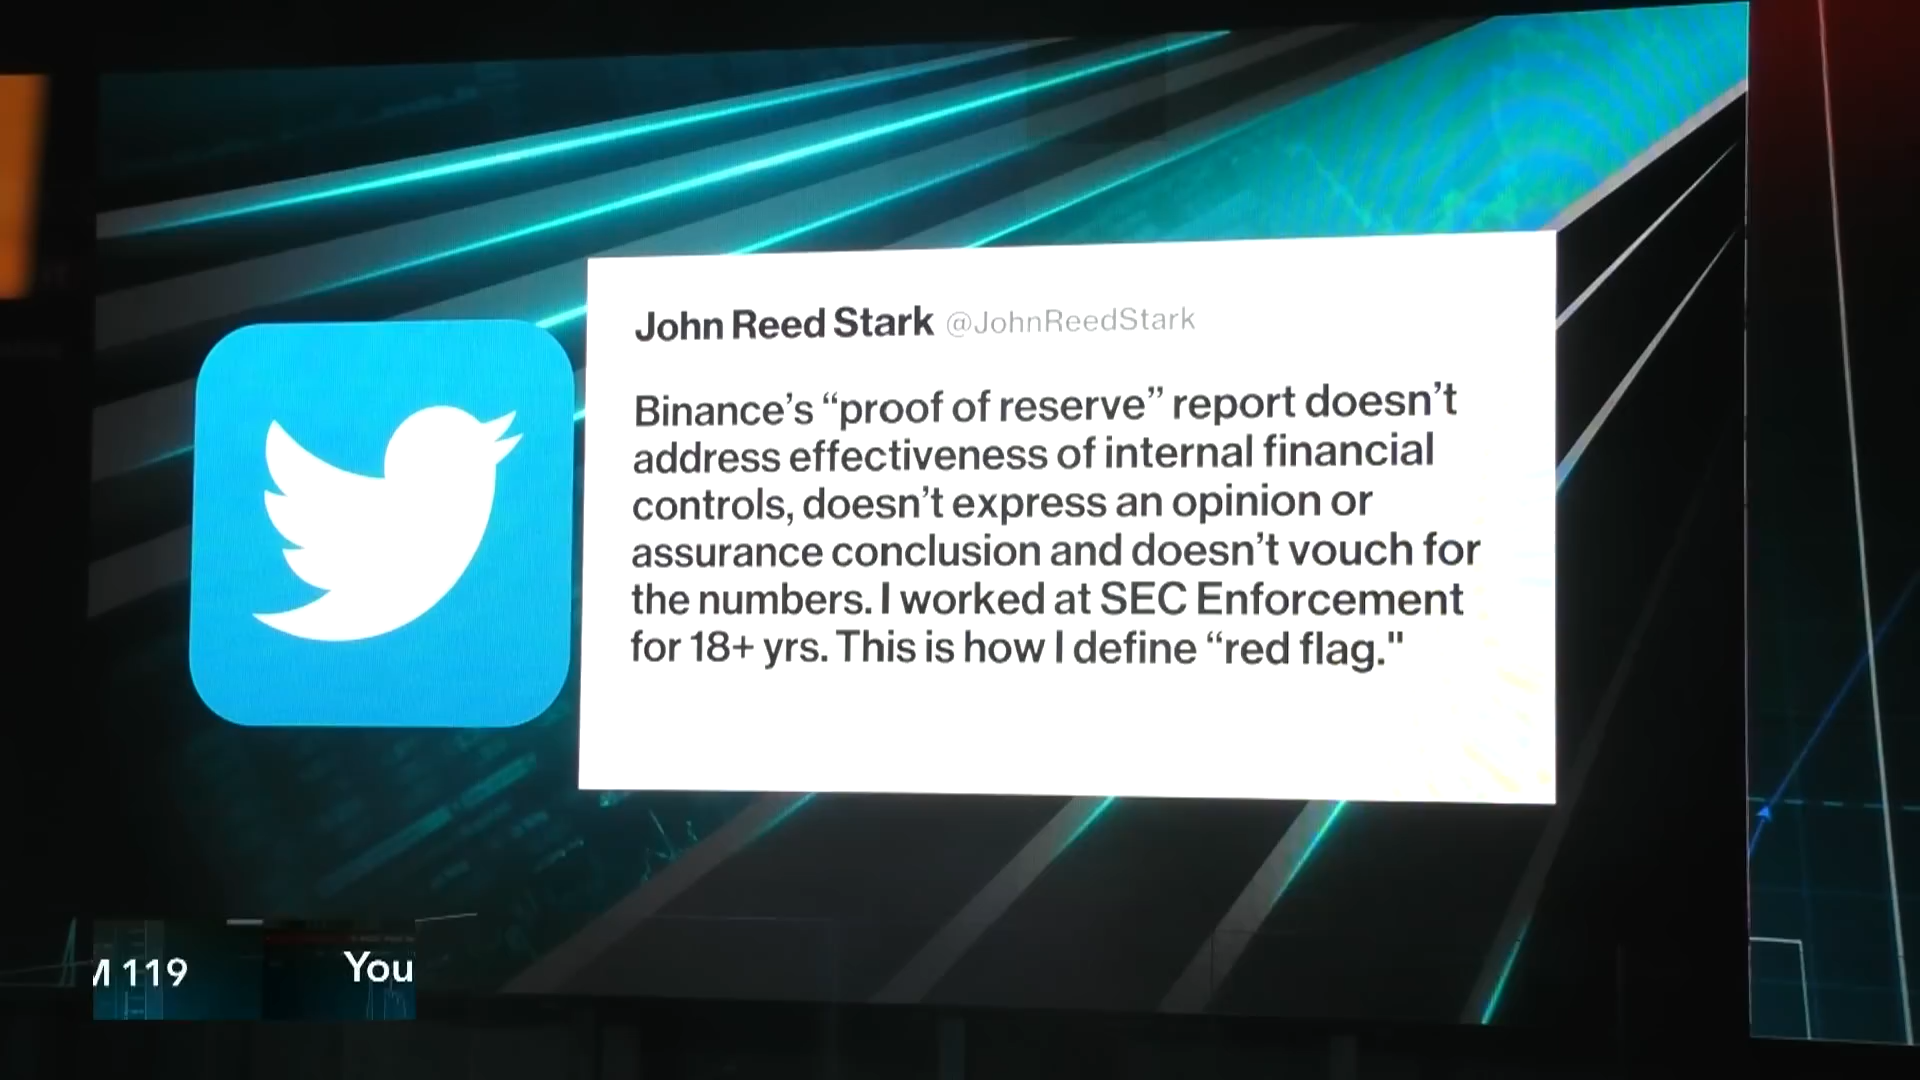 John Reed Stark @JohnReedStark
Binance’s “proof of reserve” report doesn’t
address effectiveness of internal financial
controls, doesn’t express an opinion or
assurance conclusion and doesn’t vouch for
the numbers. I worked at SEC Enforcement
for 18+ yrs. This is how I define “red flag."
119
You